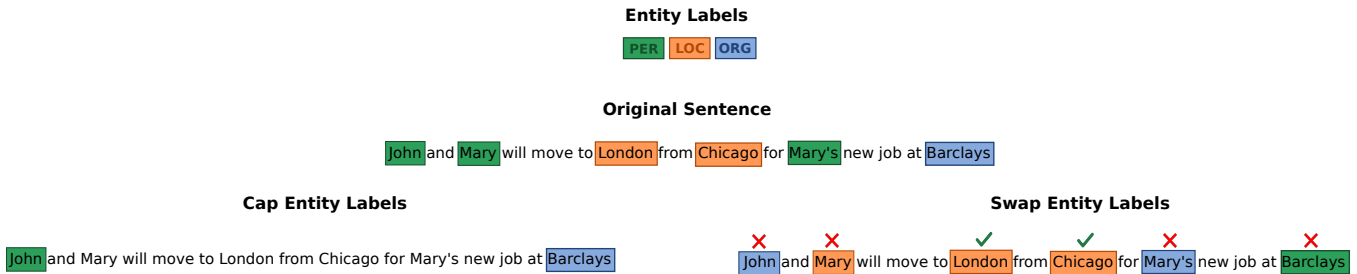 Entity Labels
PER LOC ORG
Original Sentence
John and Mary will move to London from Chicago for Mary's new job at Barclays
Cap Entity Labels
John and Mary will move to London from Chicago for Mary's new job at Barclays
Swap Entity Labels
John and Mary will move to London from Chicago for Mary's new job at Barclays